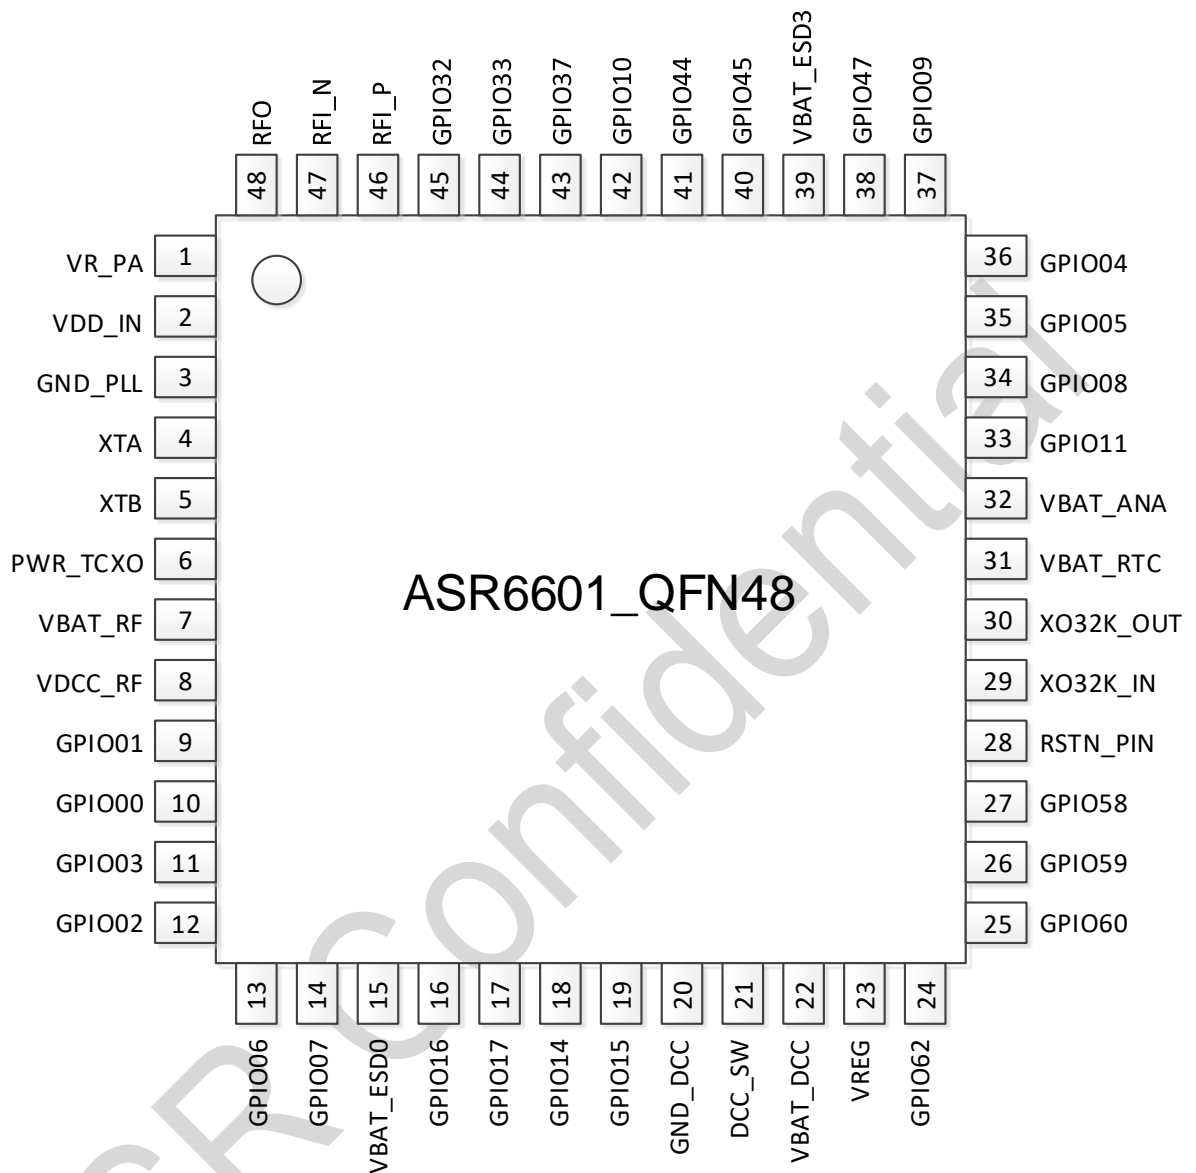 RFO
RFI_N
RFI_P
GPIO32
GPIO33
GPIO37
GPIO10
GPIO44
GPIO45
VBAT_ESD3
GPIO47
GPIO09
48
47
46
45
44
43
42
41
40
39
38
37
VR_PA 1
VDD_IN 2
GND_PLL 3
XTA 4
XTB 5
PWR_TCXO 6
VBAT_RF 7
VDCC_RF 8
GPIO01 9
GPIO00 10
GPIO03 11
GPIO02 12
ASR6601_QFN48
36 GPIO04
35 GPIO05
34 GPIO08
33 GPIO11
32 VBAT_ANA
31 VBAT_RTC
30 XO32K_OUT
29 XO32K_IN
28 RSTN_PIN
27 GPIO58
26 GPIO59
25 GPIO60
13
14
15
16
17
18
19
20
21
22
23
24
GPIO06
GPIO07
VBAT_ESD0
GPIO16
GPIO17
GPIO14
GPIO15
GND_DCC
DCC_SW
VBAT_DCC
VREG
GPIO62
SR Confidential